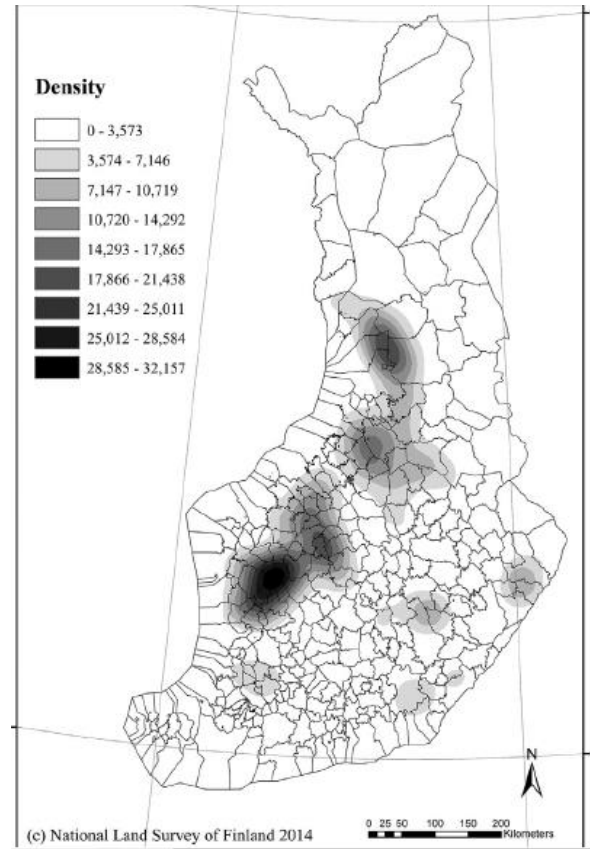 Density
0 - 3,573
3,574 - 7,146
7,147 - 10,719
10,720 - 14,292
14,293 - 17,865
17,866 - 21,438
21,439 - 25,011
25,012 - 28,584
28,585 - 32,157
N
0 25 50 100 150 200
Kilometers
(c) National Land Survey of Finland 2014